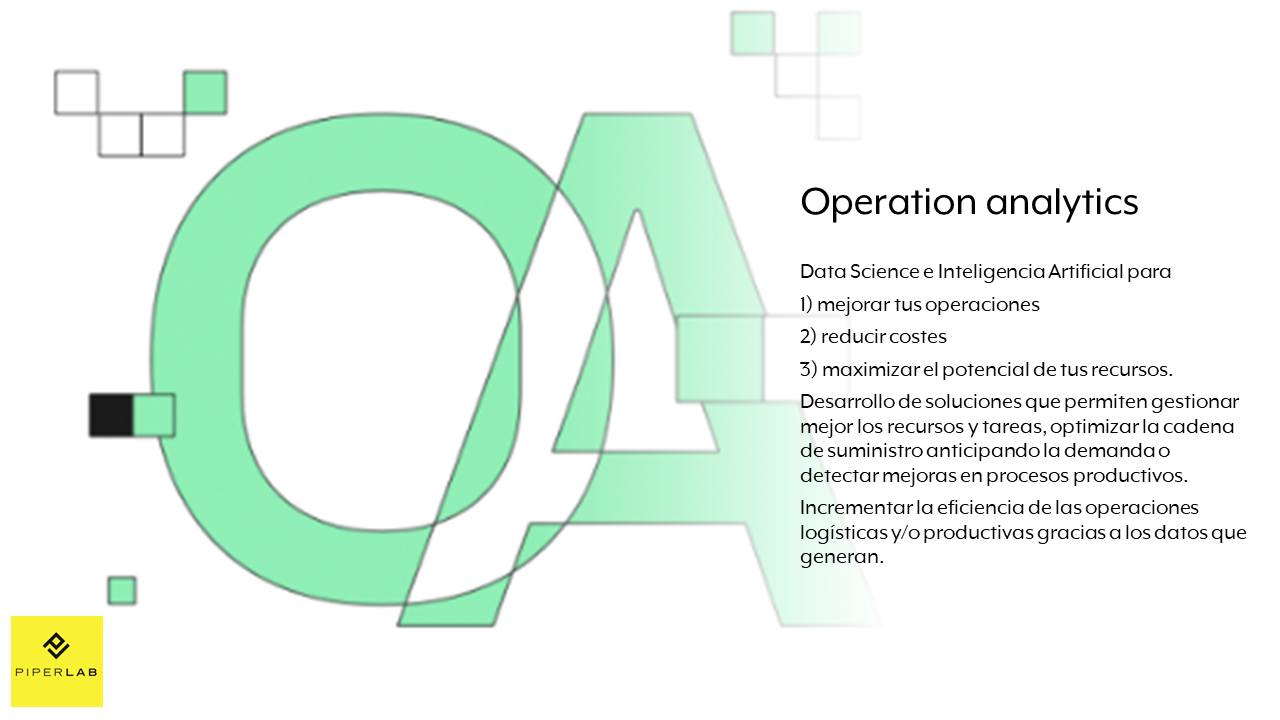 OA
Operation analytics
Data Science e Inteligencia Artificial para
1) mejorar tus operaciones
2) reducir costes
3) maximizar el potencial de tus recursos.
Desarrollo de soluciones que permiten gestionar
mejor los recursos y tareas, optimizar la cadena
de suministro anticipando la demanda o
detectar mejoras en procesos productivos.
Incrementar la eficiencia de las operaciones
logísticas y/o productivas gracias a los datos que
generan.
PIPERLAB